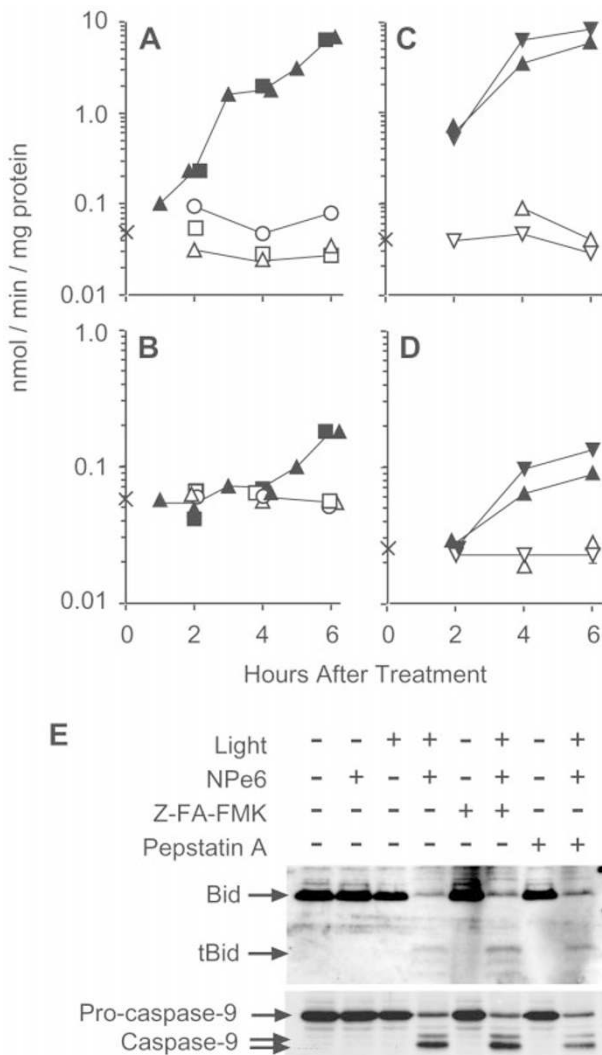 A
C
10
1.0
0.1
0.01
nmol / min / mg protein
B
D
1.0
0.1
0.01
0 2 4 6 0 2 4 6
Hours After Treatment
E
Light - - + + - + - +
NPe6 - + - + - + - +
Z-FA-FMK - - - - + + - -
Pepstatin A - - - - - - + +
Bid
tBid
Pro-caspase-9
Caspase-9